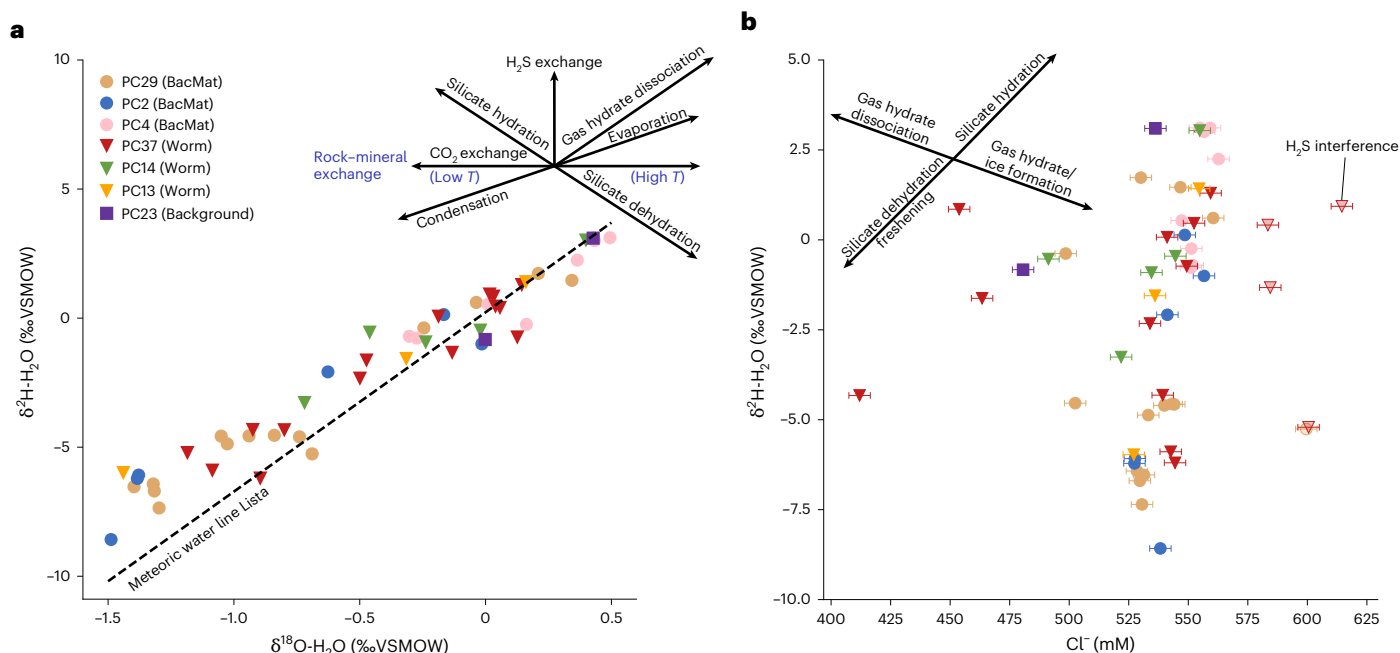 a
10
5
0
−5
−10
δ²H-H₂O (‰VSMOW)
PC29 (BacMat)
PC2 (BacMat)
PC4 (BacMat)
PC37 (Worm)
PC14 (Worm)
PC13 (Worm)
PC23 (Background)
H₂S exchange
Silicate hydration
Gas hydrate dissociation
Evaporation
Rock–mineral
exchange
CO₂ exchange
(Low T)
(High T)
Condensation
Silicate dehydration
Meteoric water line Lista
−1.5
−1.0
−0.5
0
0.5
δ¹⁸O-H₂O (‰VSMOW)
b
5.0
2.5
0
−2.5
−5.0
−7.5
−10.0
δ²H-H₂O (‰VSMOW)
Gas hydrate
dissociation
Silicate hydration
Gas hydrate/
ice formation
Silicate dehydration
freshening
H₂S interference
400
425
450
475
500
525
550
575
600
625
Cl⁻ (mM)